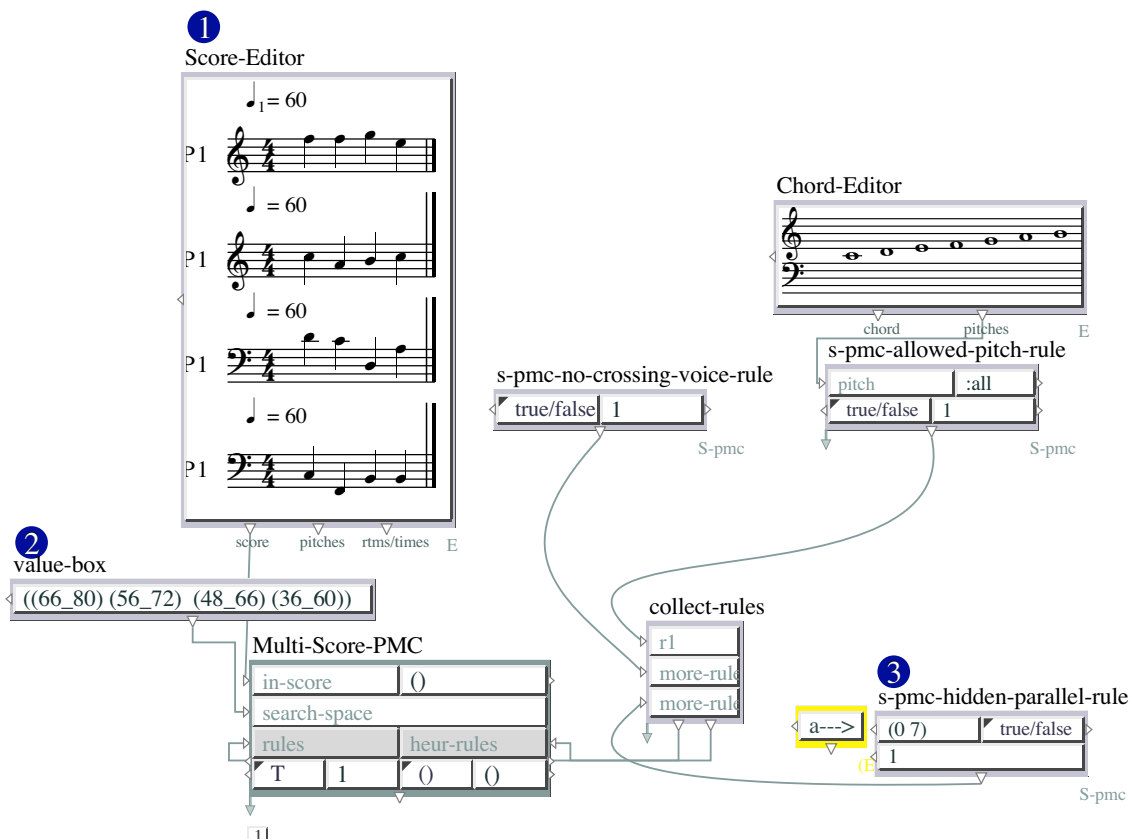 1
Score-Editor
1 = 60
P1
= 60
P1
= 60
P1
= 60
P1
score pitches rtms/times E
Chord-Editor
chord pitches E
s-pmc-allowed-pitch-rule
pitch :all
true/false 1
S-pmc
s-pmc-no-crossing-voice-rule
true/false 1
S-pmc
2
value-box
((66_80) (56_72) (48_66) (36_60))
Multi-Score-PMC
in-score ()
search-space
rules heur-rules
T 1 () ()
1
collect-rules
r1
more-rule
more-rule
a--->
(E
3
s-pmc-hidden-parallel-rule
(0 7) true/false
1
S-pmc